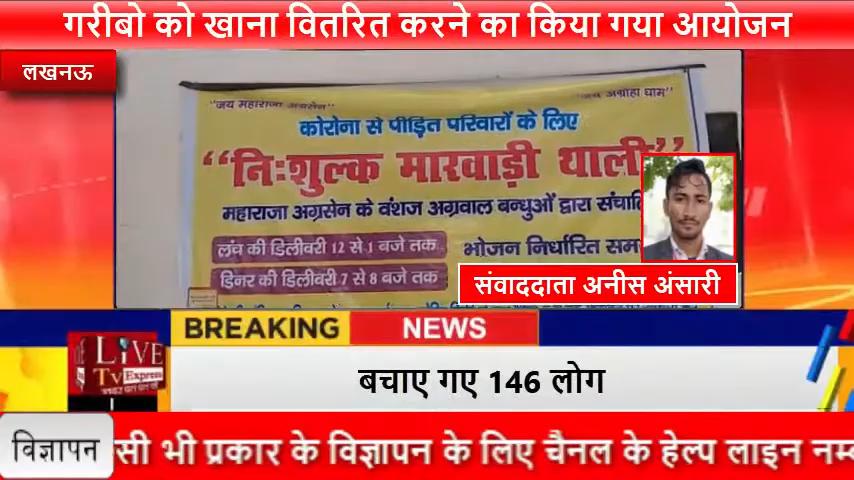 गरीबो को खाना वितरित करने का किया गया आयोजन
लखनऊ
"जय महाराजा अग्रसेन"
"जय अग्रोहा धाम"
कोरोना से पीड़ित परिवारों के लिए
"निःशुल्क मारवाड़ी थाली"
महाराजा अग्रसेन के वंशज अग्रवाल बन्धुओं द्वारा
लंच की डिलीवरी 12 से 1 बजे तक
भोजन निर्धारित
डिनर की डिलीवरी 7 से 8 बजे तक
संवाददाता अनीस अंसारी
BREAKING NEWS
LIVE
Tv Express
बचाए गए 146 लोग
विज्ञापन
सी भी प्रकार के विज्ञापन के लिए चैनल के हेल्प लाइन नम्ब